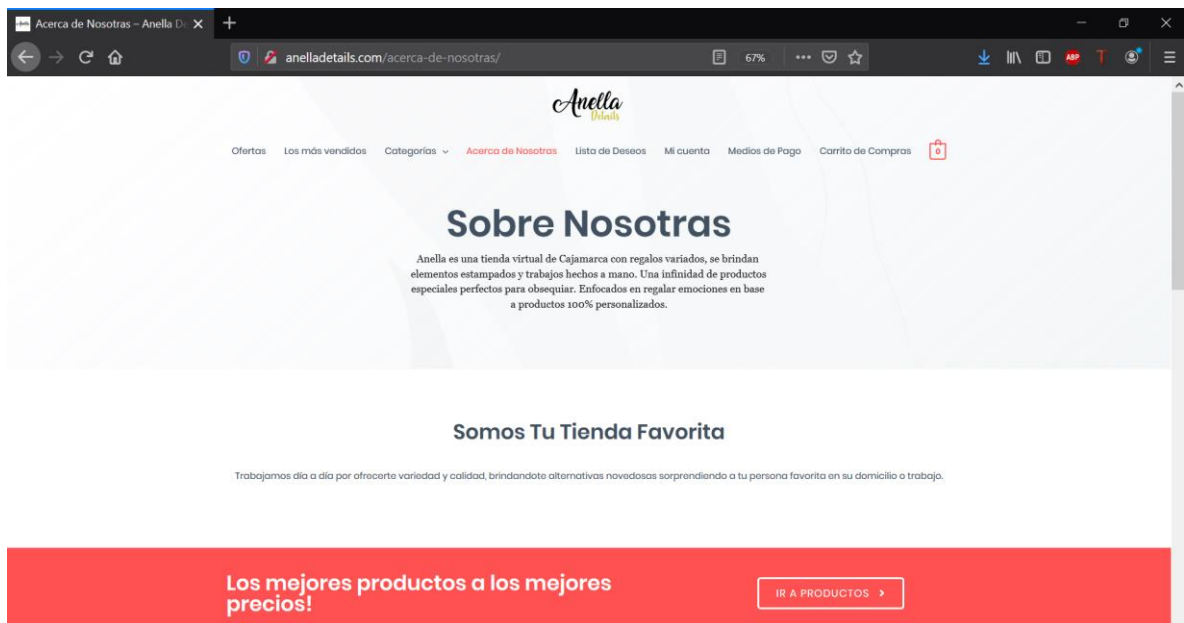 Acerca de Nosotras – Anella De
anelladetails.com/acerca-de-nosotras/
67%
ABP
Anella
Details
Ofertas Los más vendidos Categorías Acerca de Nosotras Lista de Deseos Mi cuenta Medios de Pago Carrito de Compras 0
Sobre Nosotras
Anella es una tienda virtual de Cajamarca con regalos variados, se brindan
elementos estampados y trabajos hechos a mano. Una infinidad de productos
especiales perfectos para obsequiar. Enfocados en regalar emociones en base
a productos 100% personalizados.
Somos Tu Tienda Favorita
Trabajamos día a día por ofrecerte variedad y calidad, brindandote alternativas novedosas sorprendiendo a tu persona favorita en su domicilio o trabajo.
Los mejores productos a los mejores
precios!
IR A PRODUCTOS